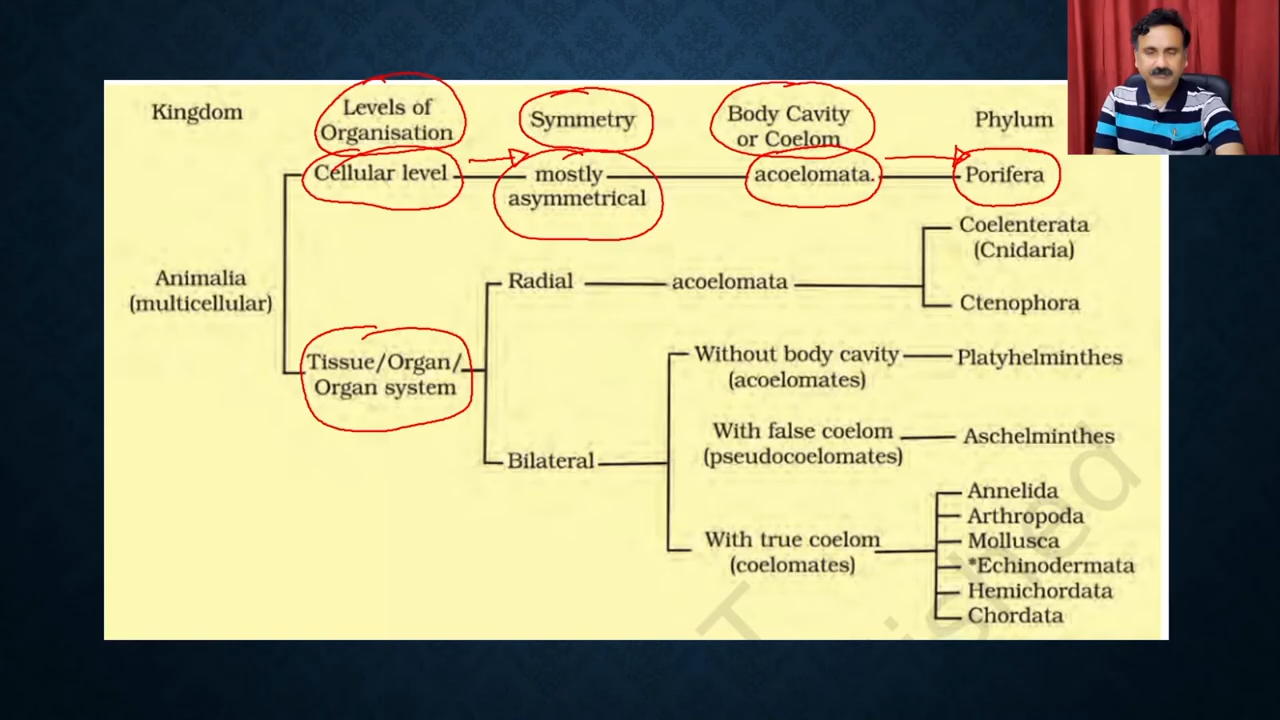 Kingdom
Levels of
Organisation
Symmetry
Body Cavity
or Coelom
Phylum
Cellular level
mostly
asymmetrical
acoelomata.
Porifera
Animalia
(multicellular)
Coelenterata
(Cnidaria)
Radial
acoelomata
Ctenophora
Tissue/Organ/
Organ system
Without body cavity
(acoelomates)
Platyhelminthes
Bilateral
With false coelom
(pseudocoelomates)
Aschelminthes
With true coelom
(coelomates)
Annelida
Arthropoda
Mollusca
*Echinodermata
Hemichordata
Chordata